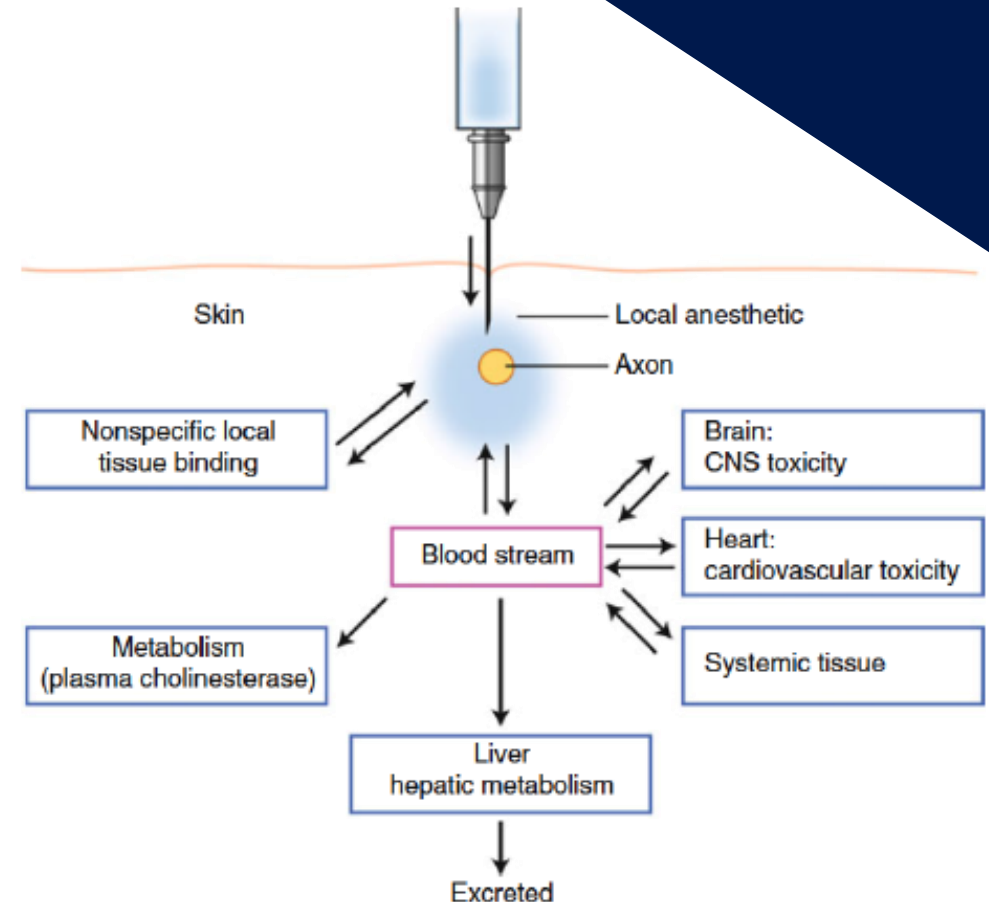 Skin
Local anesthetic
Axon
Nonspecific local
tissue binding
Brain:
CNS toxicity
Blood stream
Heart:
cardiovascular toxicity
Metabolism
(plasma cholinesterase)
Systemic tissue
Liver
hepatic metabolism
Excreted